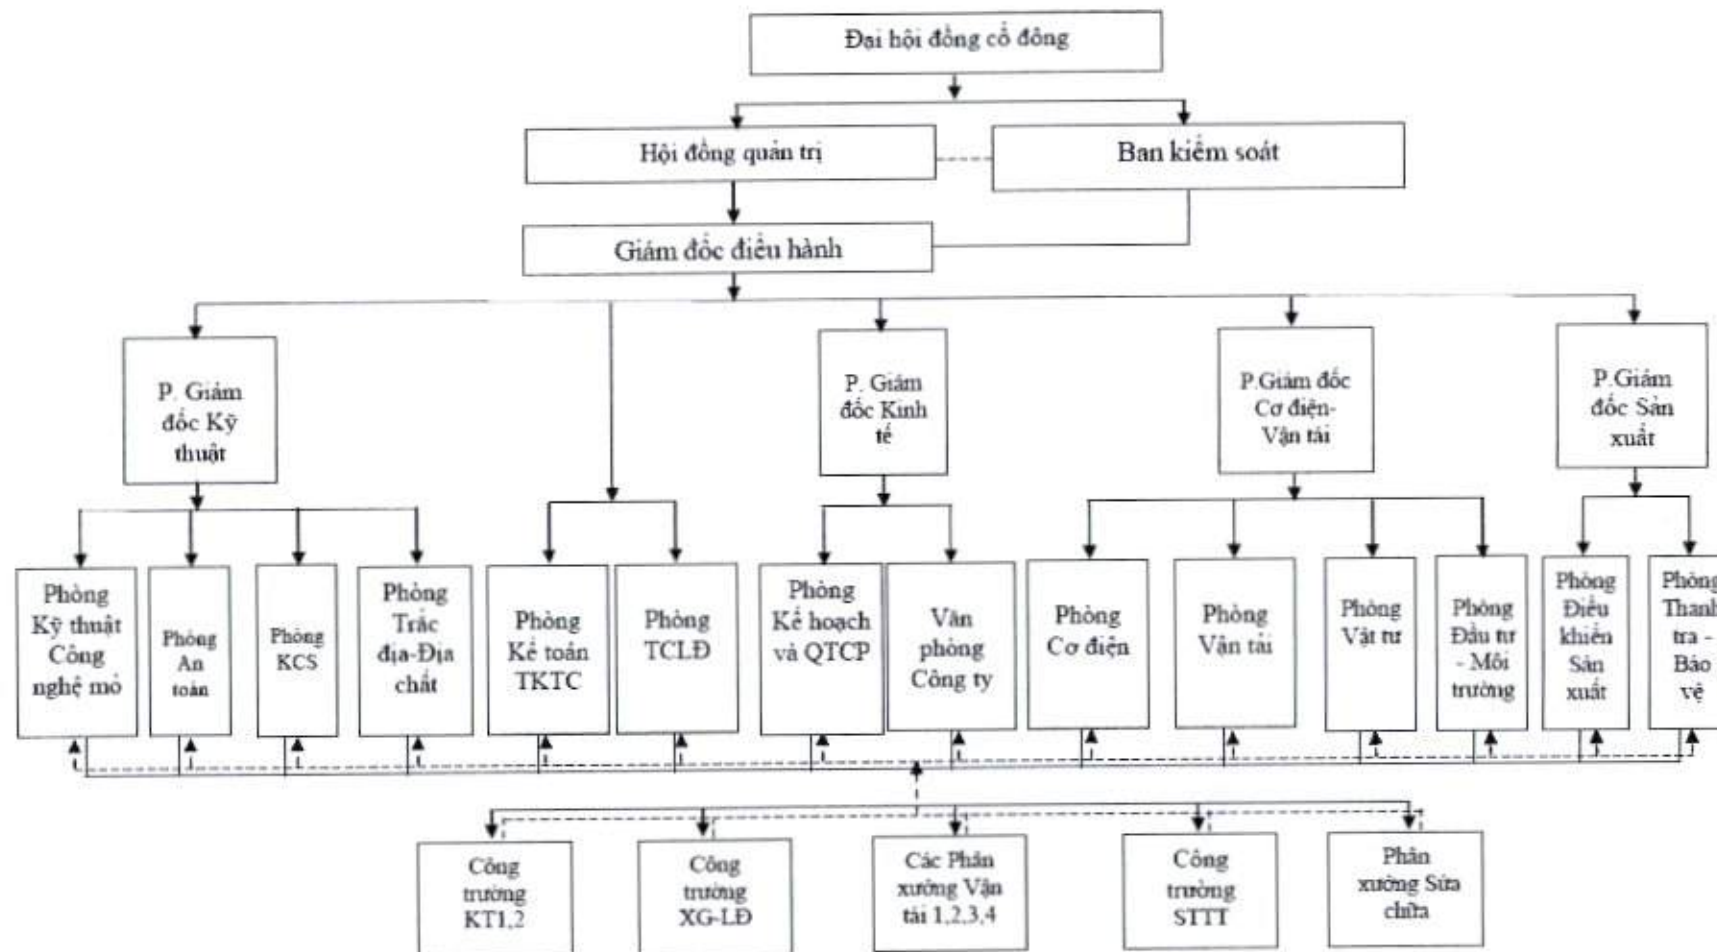 Đại hội đồng cổ đông
Hội đồng quản trị
Ban kiểm soát
Giám đốc điều hành
P. Giám
đốc Kỹ
thuật
P. Giám
đốc Kinh
tế
P.Giám đốc
Cơ điện-
Vận tải
P.Giám
đốc Sản
xuất
Phòng
Kỹ thuật
Công
nghệ mỏ
Phòng
An
toàn
Phòng
KCS
Phòng
Trắc
địa-Địa
chất
Phòng
Kế toán
TKTC
Phòng
TCLĐ
Phòng
Kế hoạch
và QTCP
Văn
phòng
Công ty
Phòng
Cơ điện
Phòng
Vận tải
Phòng
Vật tư
Phòng
Đầu tư
- Môi
trường
Phòng
Điều
khiển
Sản
xuất
Phòng
Thanh
tra -
Bảo
vệ
Công
trường
KT1,2
Công
trường
XG-LĐ
Các Phân
xưởng Vận
tải 1,2,3,4
Công
trường
STTT
Phân
xưởng Sửa
chữa